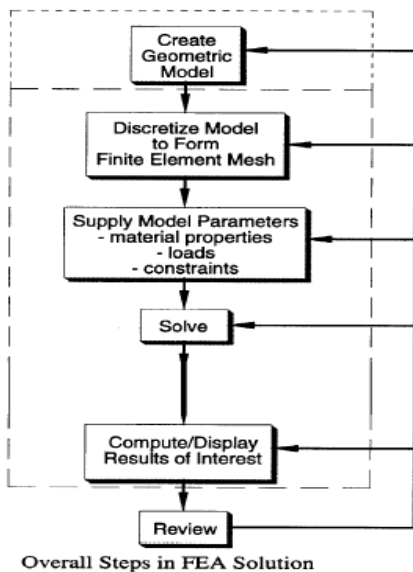 Create
Geometric
Model
Discretize Model
to Form
Finite Element Mesh
Supply Model Parameters
- material properties
- loads
- constraints
Solve
Compute/Display
Results of Interest
Review
Overall Steps in FEA Solution